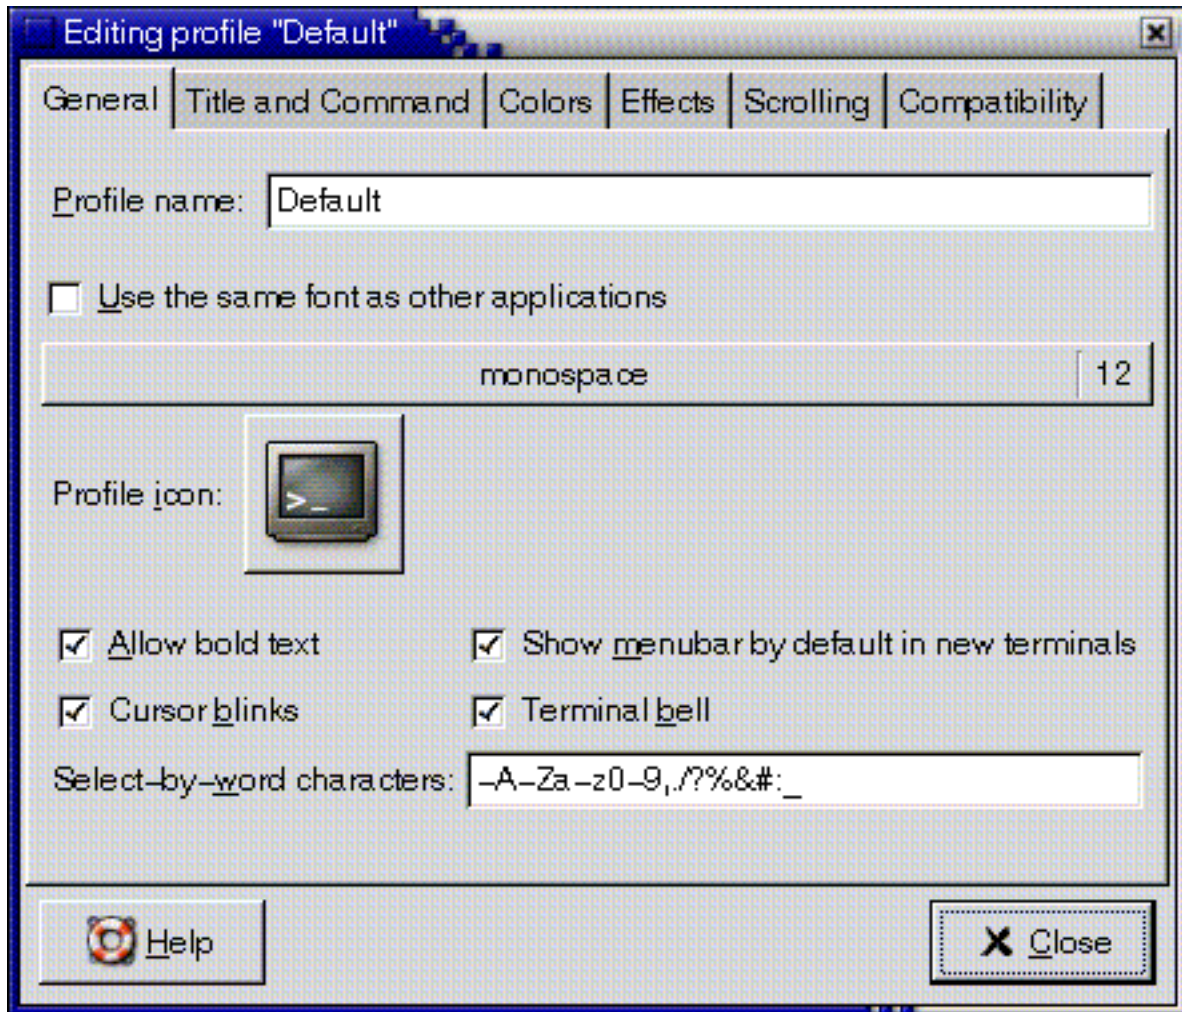 Editing profile "Default"
General Title and Command Colors Effects Scrolling Compatibility
Profile name: Default
Use the same font as other applications
monospace 12
Profile icon: >_
Allow bold text Show menubar by default in new terminals
Cursor blinks Terminal bell
Select-by-word characters: -A-Za-z0-9,./?%&#:_
Help Close